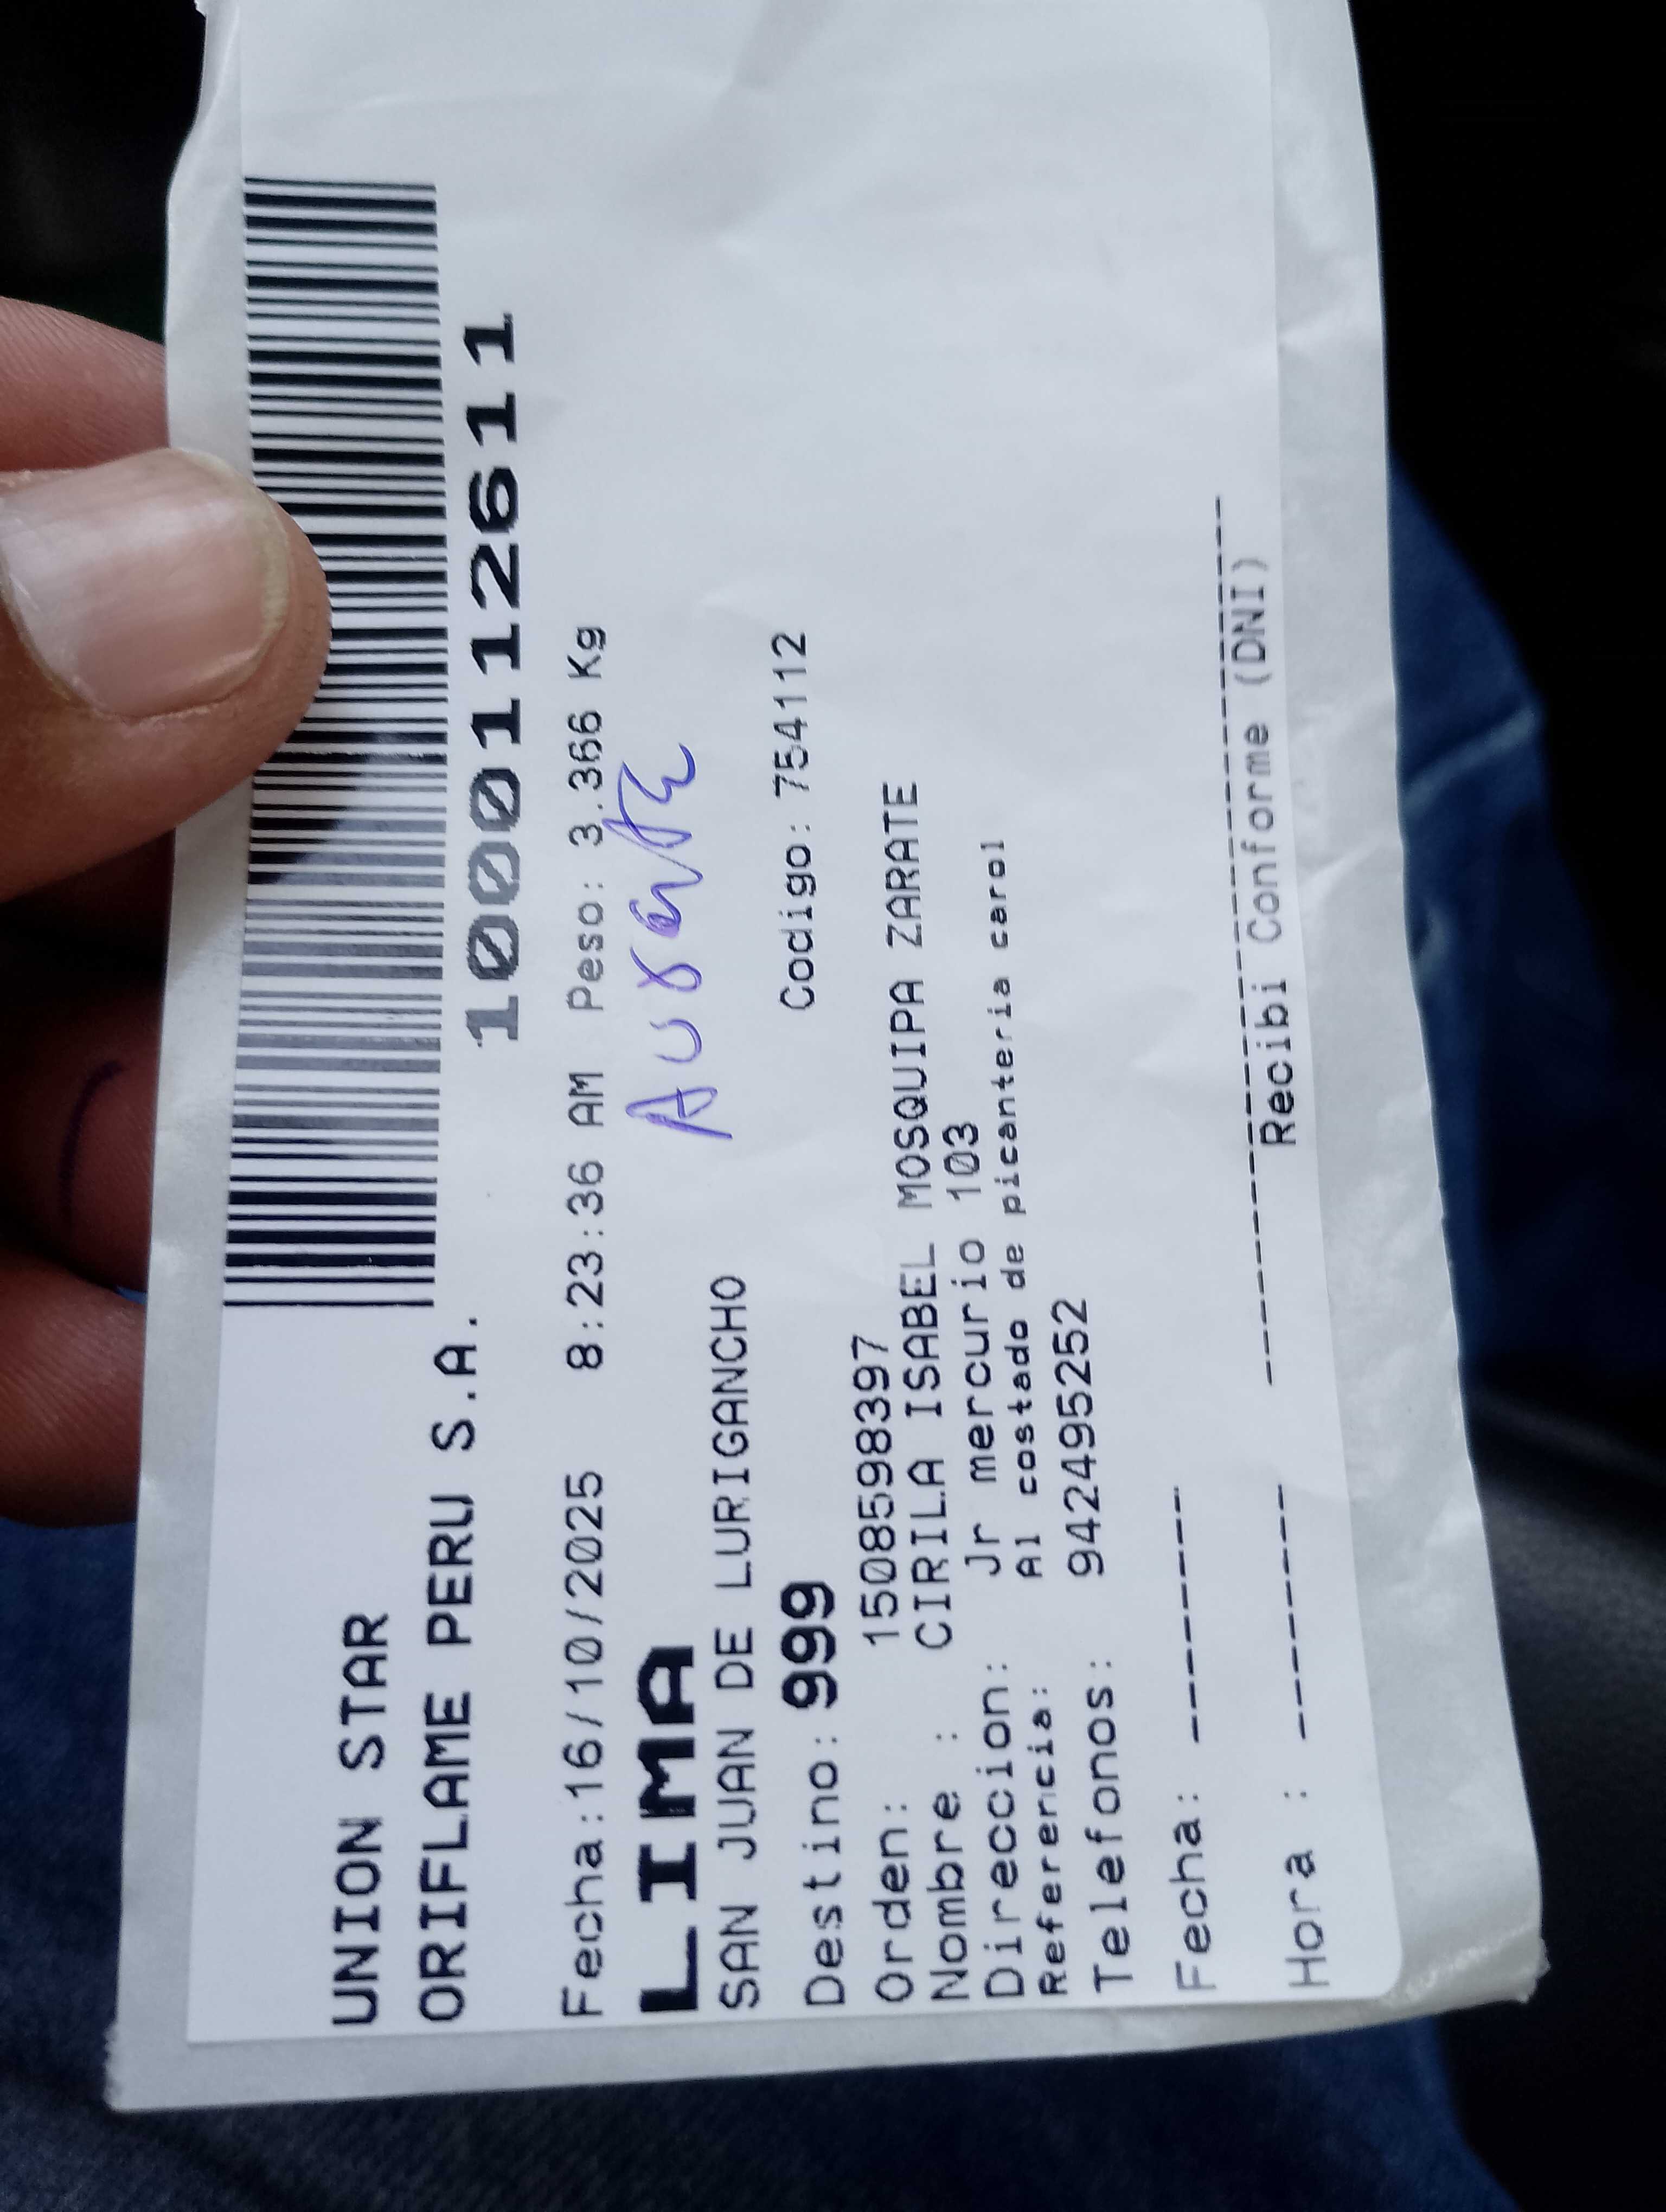 UNION STAR
ORIFLAME PERU S.A.
1000112611
Fecha:16/10/2025 8:23:36 AM Peso: 3.366 Kg
LIMA
Ausente
SAN JUAN DE LURIGANCHO
Destino: 999 Codigo: 754112
Orden: 1508598397
Nombre : CIRILA ISABEL MOSQUIPA ZARATE
Direccion: Jr mercurio 103
Referencia: Al costado de picanteria carol
Telefonos: 942495252
Fecha: -------
Hora : -------
Recibi Conforme (DNI)